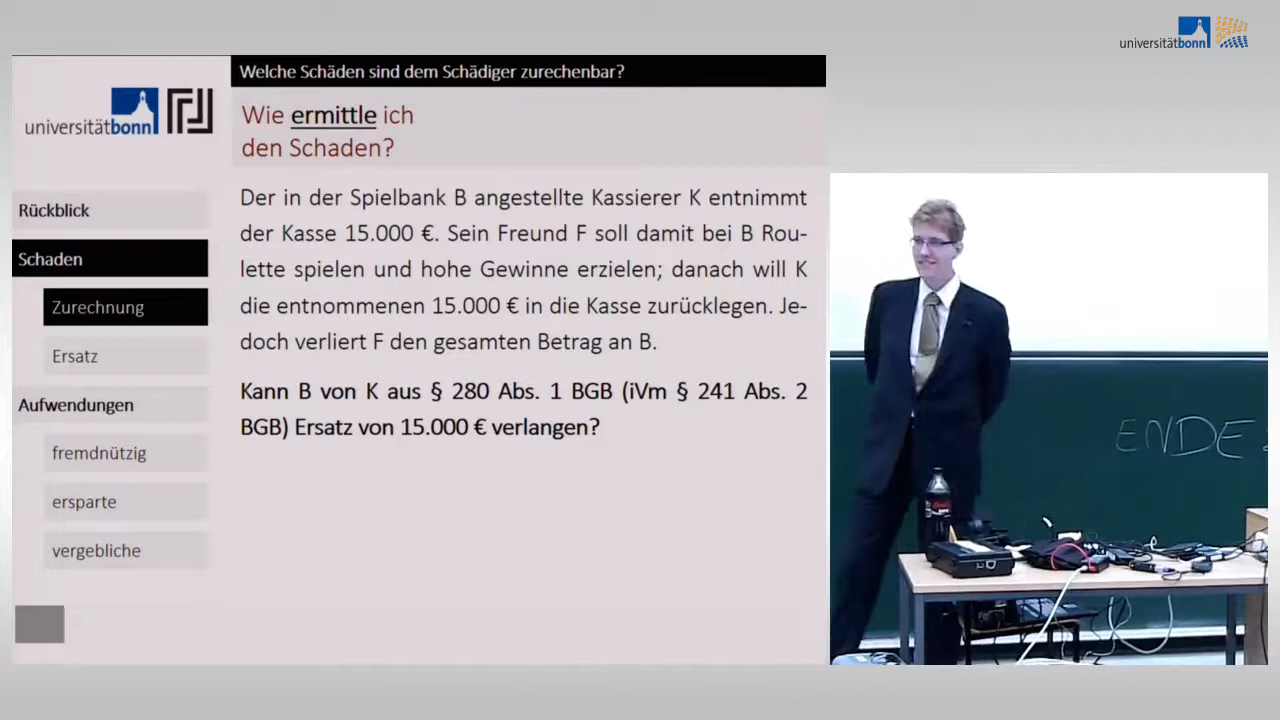 universitätbonn
Welche Schäden sind dem Schädiger zurechenbar?
universitätbonn
Wie ermittle ich
den Schaden?
Rückblick
Schaden
Zurechnung
Ersatz
Aufwendungen
fremdnützig
ersparte
vergebliche
Der in der Spielbank B angestellte Kassierer K entnimmt
der Kasse 15.000 €. Sein Freund F soll damit bei B Rou-
lette spielen und hohe Gewinne erzielen; danach will K
die entnommenen 15.000 € in die Kasse zurücklegen. Je-
doch verliert F den gesamten Betrag an B.
Kann B von K aus § 280 Abs. 1 BGB (iVm § 241 Abs. 2
BGB) Ersatz von 15.000 € verlangen?
ENDE